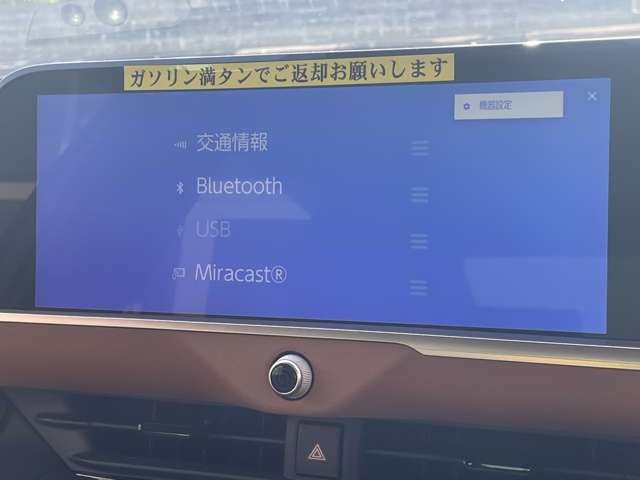 ガソリン満タンでご返却お願いします
機器設定
交通情報
Bluetooth
USB
Miracast®